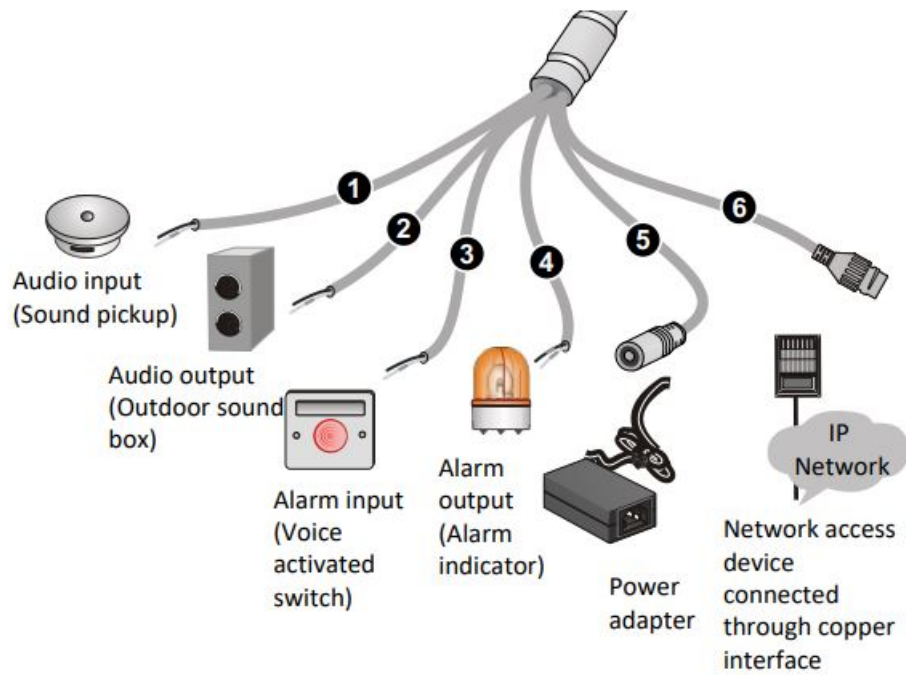 1
2
3
4
5
6
Audio input
(Sound pickup)
Audio output
(Outdoor sound
box)
Alarm input
(Voice
activated
switch)
Alarm
output
(Alarm
indicator)
Power
adapter
IP
Network
Network access
device
connected
through copper
interface